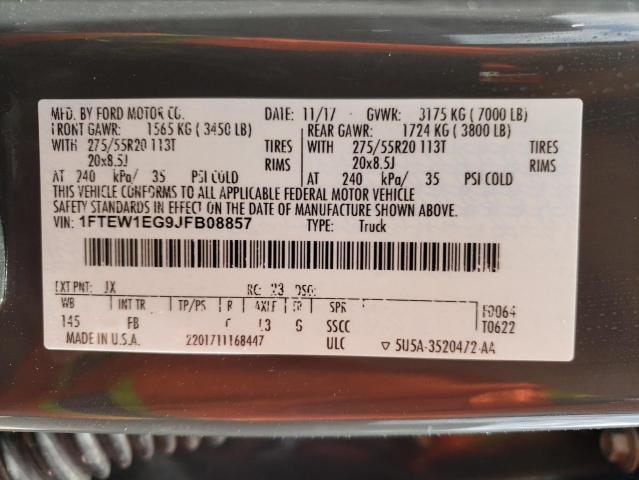 MFD. BY FORD MOTOR CO. DATE: 11/17 GVWR: 3175 KG (7000 LB)
FRONT GAWR: 1565 KG (3450 LB) REAR GAWR: 1724 KG (3800 LB)
WITH 275/55R20 113T TIRES WITH 275/55R20 113T TIRES
20x8.5J RIMS 20x8.5J RIMS
AT 240 kPa/ 35 PSI COLD AT 240 kPa/ 35 PSI COLD
THIS VEHICLE CONFORMS TO ALL APPLICABLE FEDERAL MOTOR VEHICLE
SAFETY STANDARDS IN EFFECT ON THE DATE OF MANUFACTURE SHOWN ABOVE.
VIN: 1FTEW1EG9JFB08857 TYPE: Truck
EXT PNT: JX RC: 23 DSO:
WB INT TR TP/PS R AXLE SPR F0064
145 FB SSCC T0622
MADE IN U.S.A. 2201711168447 ULC ▽ 5U5A-3520472-AA